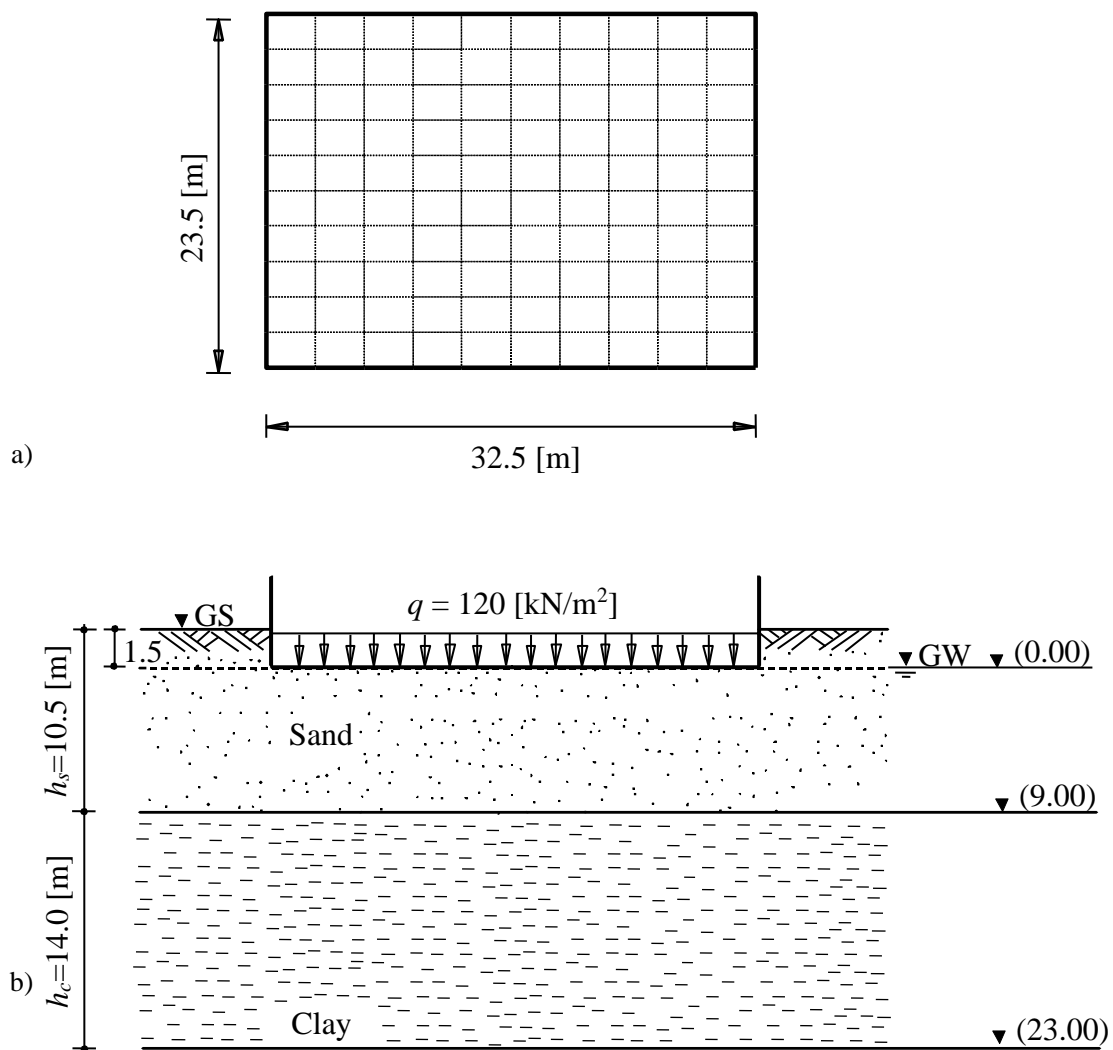 23.5 [m]
32.5 [m]
a)
q = 120 [kN/m²]
GS
1.5
GW
(0.00)
Sand
hₛ=10.5 [m]
(9.00)
h_c=14.0 [m]
b)
Clay
(23.00)